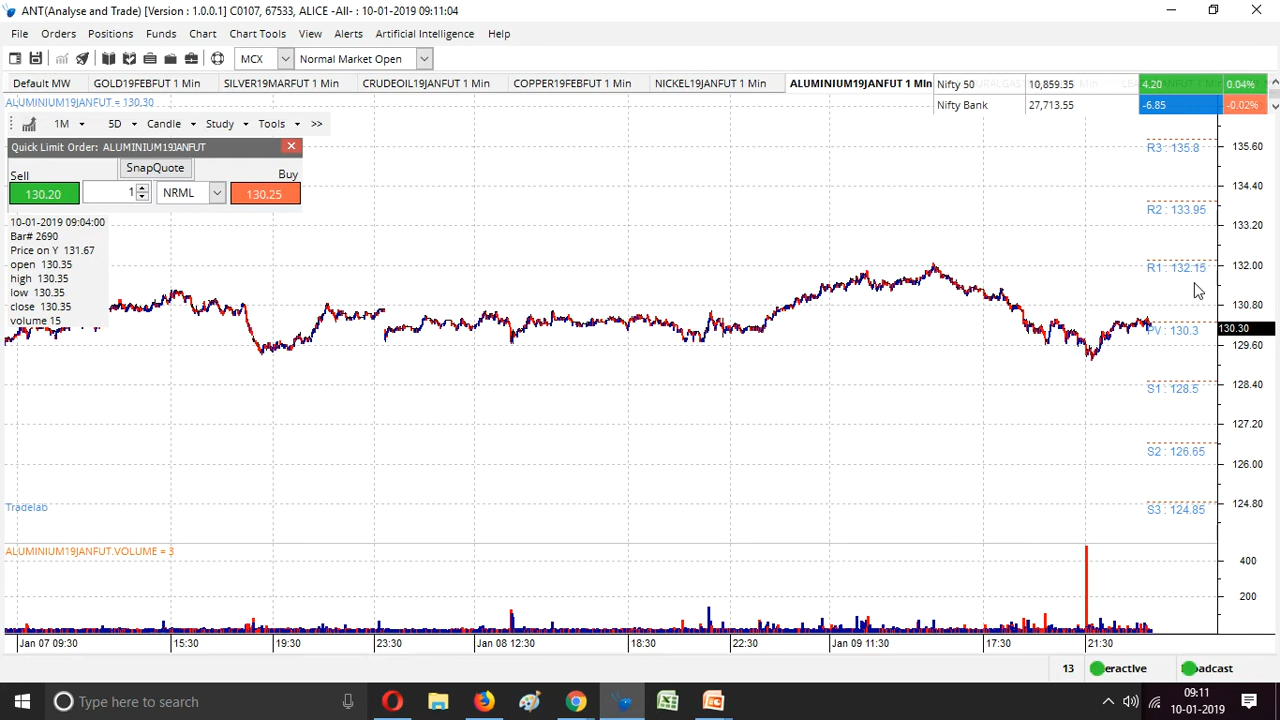 ANT(Analyse and Trade) [Version : 1.0.0.1] C0107, 67533, ALICE -All- : 10-01-2019 09:11:04
File Orders Positions Funds Chart Chart Tools View Alerts Artificial Intelligence Help
MCX Normal Market Open
Default MW GOLD19FEBFUT 1 Min SILVER19MARFUT 1 Min CRUDEOIL19JANFUT 1 Min COPPER19FEBFUT 1 Min NICKEL19JANFUT 1 Min ALUMINIUM19JANFUT 1 Min
Nifty 50 10,859.35 4.20 0.04%
Nifty Bank 27,713.55 -6.85 -0.02%
ALUMINIUM19JANFUT = 130.30
1M 5D Candle Study Tools >>
Quick Limit Order: ALUMINIUM19JANFUT
SnapQuote
Sell Buy
130.20 1 NRML 130.25
10-01-2019 09:04:00
Bar# 2690
Price on Y 131.67
open 130.35
high 130.35
low 130.35
close 130.35
volume 15
R3 : 135.8
R2 : 133.95
R1 : 132.15
PV : 130.3
S1 : 128.5
S2 : 126.65
S3 : 124.85
135.60
134.40
133.20
132.00
130.80
130.30
129.60
128.40
127.20
126.00
124.80
Tradelab
ALUMINIUM19JANFUT.VOLUME = 3
400
200
Jan 07 09:30 15:30 19:30 23:30 Jan 08 12:30 18:30 22:30 Jan 09 11:30 17:30 21:30
13 eractive oadcast
Type here to search
09:11
10-01-2019